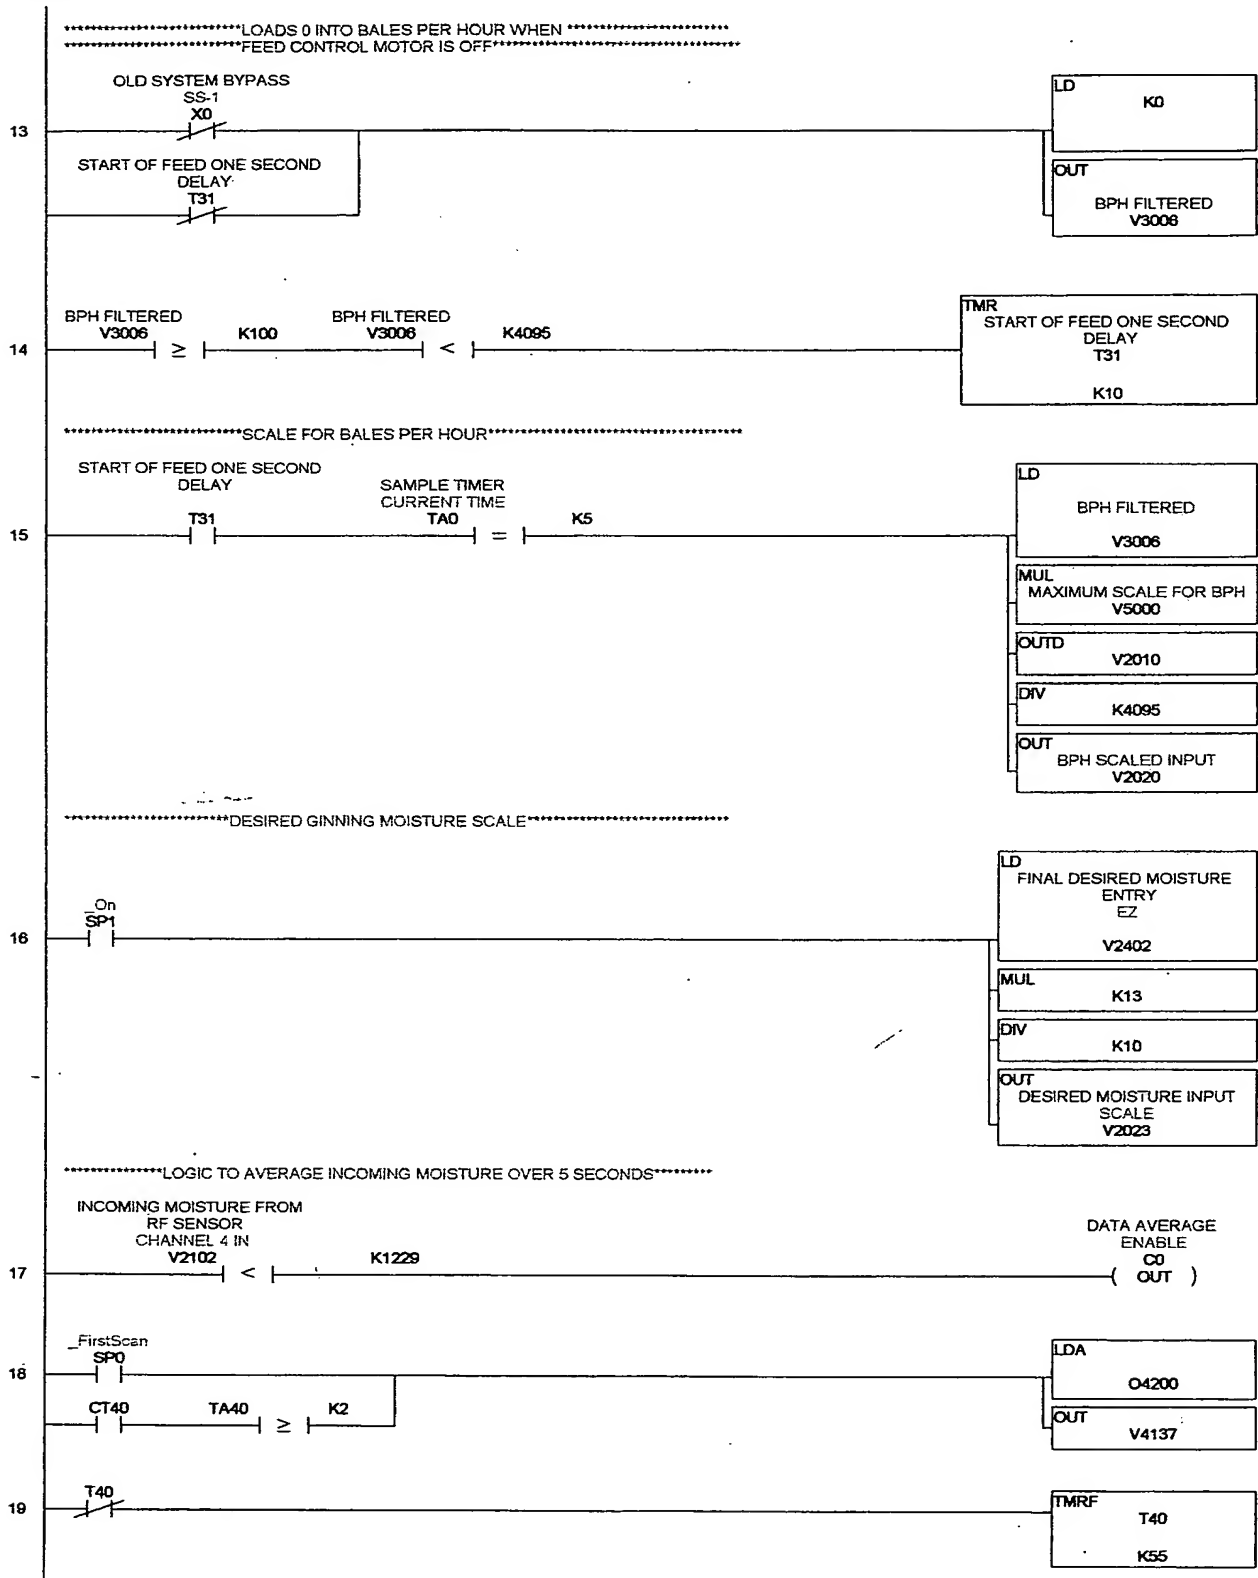 ************************LOADS 0 INTO BALES PER HOUR WHEN **********************
************************FEED CONTROL MOTOR IS OFF**********************************
OLD SYSTEM BYPASS
SS-1
X0
LD
K0
13
START OF FEED ONE SECOND
DELAY
T31
OUT
BPH FILTERED
V3006
BPH FILTERED
V3006
K100
BPH FILTERED
V3006
K4095
TMR
START OF FEED ONE SECOND
DELAY
T31
K10
14
≥
<
************************SCALE FOR BALES PER HOUR***********************************
START OF FEED ONE SECOND
DELAY
T31
SAMPLE TIMER
CURRENT TIME
TA0
K5
15
=
LD
BPH FILTERED
V3006
MUL
MAXIMUM SCALE FOR BPH
V5000
OUTD
V2010
DIV
K4095
OUT
BPH SCALED INPUT
V2020
**********************DESIRED GINNING MOISTURE SCALE***************************
_On
SP1
16
LD
FINAL DESIRED MOISTURE
ENTRY
EZ
V2402
MUL
K13
DIV
K10
OUT
DESIRED MOISTURE INPUT
SCALE
V2023
*************LOGIC TO AVERAGE INCOMING MOISTURE OVER 5 SECONDS********
INCOMING MOISTURE FROM
RF SENSOR
CHANNEL 4 IN
V2102
K1229
17
<
DATA AVERAGE
ENABLE
C0
( OUT )
_FirstScan
SP0
18
CT40
TA40
≥
K2
LDA
O4200
OUT
V4137
T40
19
TMRF
T40
K55